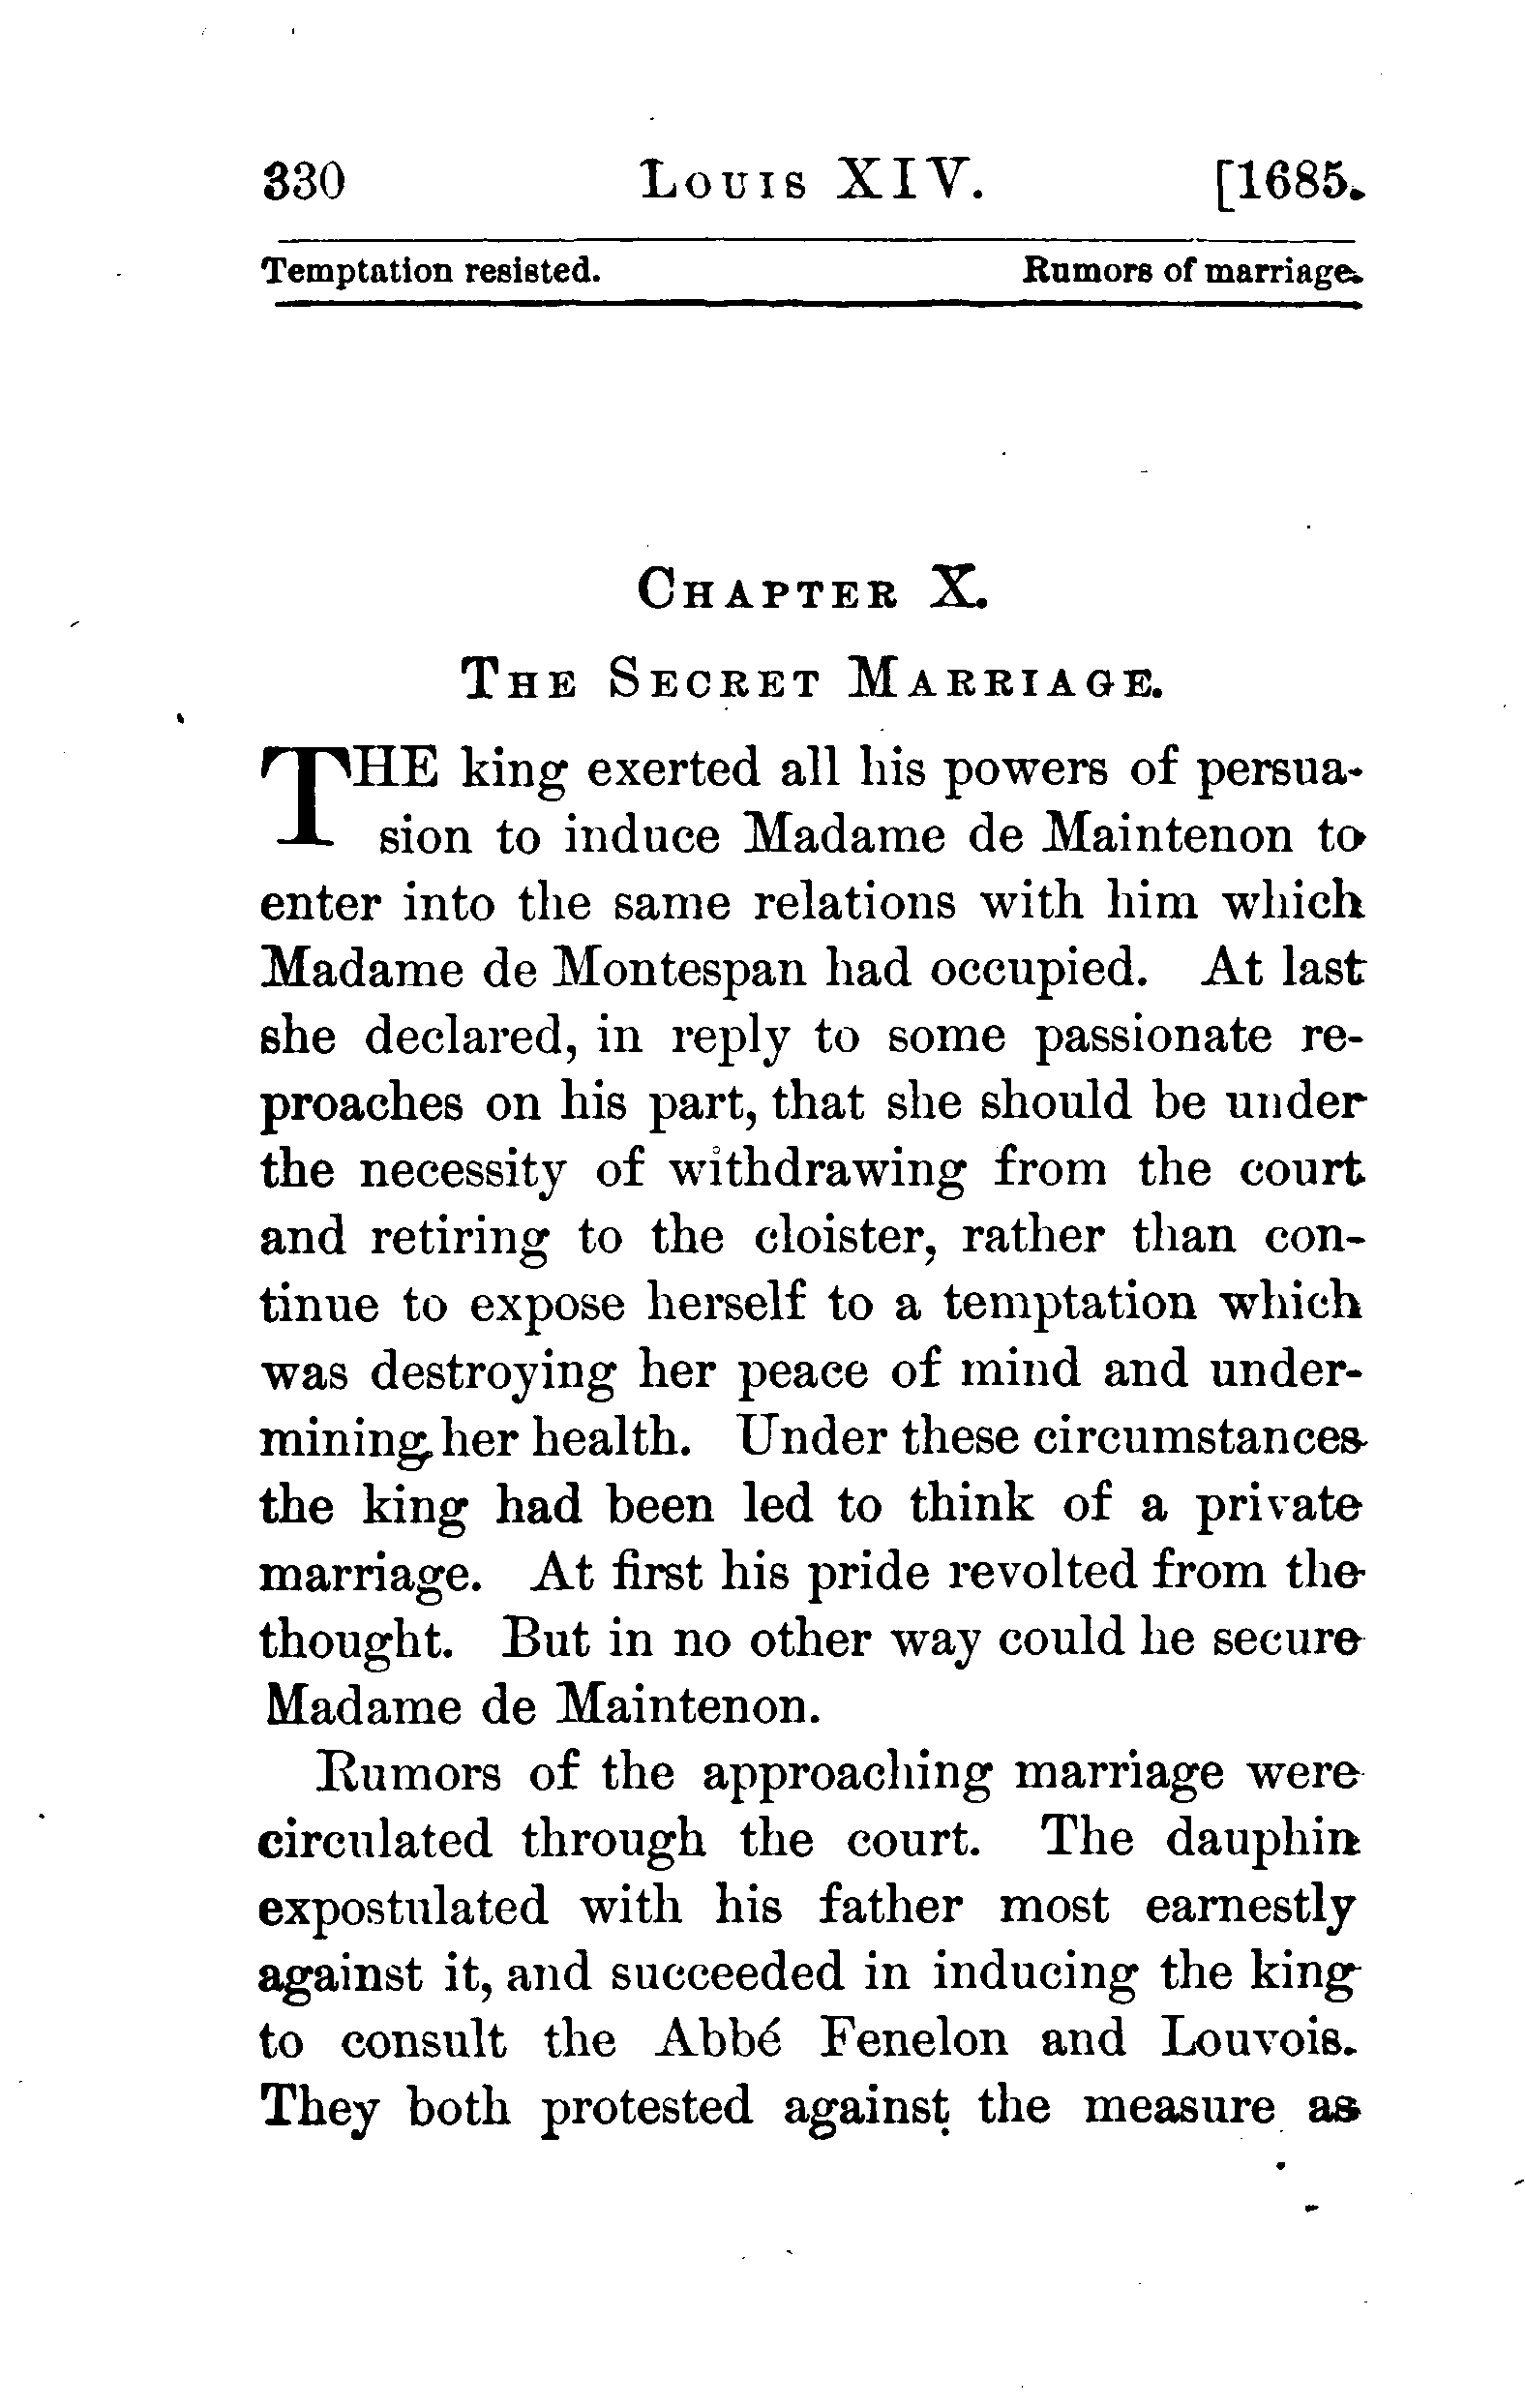 330 Louis XIV. [1685.
Temptation resisted. Rumors of marriage.
Chapter X.
The Secret Marriage.
THE king exerted all his powers of persua-
sion to induce Madame de Maintenon to
enter into the same relations with him which
Madame de Montespan had occupied. At last
she declared, in reply to some passionate re-
proaches on his part, that she should be under
the necessity of withdrawing from the court
and retiring to the cloister, rather than con-
tinue to expose herself to a temptation which
was destroying her peace of mind and under-
mining her health. Under these circumstances
the king had been led to think of a private
marriage. At first his pride revolted from the
thought. But in no other way could he secure
Madame de Maintenon.
Rumors of the approaching marriage were
circulated through the court. The dauphin
expostulated with his father most earnestly
against it, and succeeded in inducing the king
to consult the Abbé Fenelon and Louvois.
They both protested against the measure as